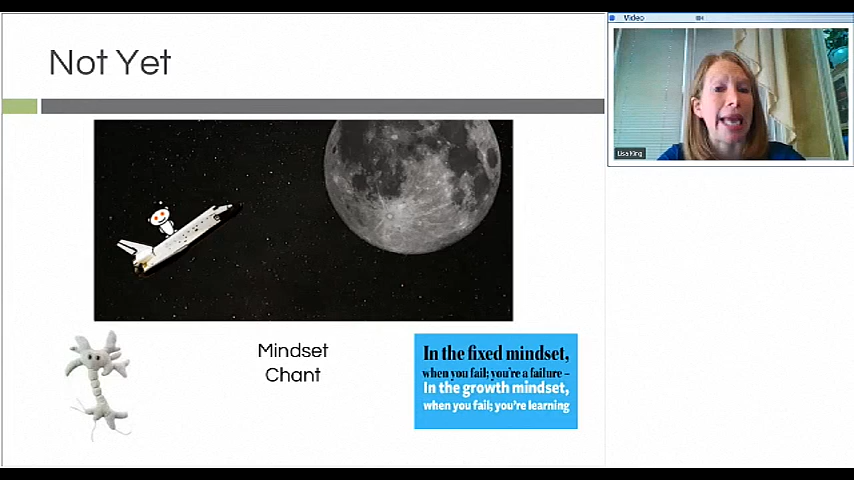 Not Yet
Video
Lisa King
Mindset
Chant
In the fixed mindset,
when you fail; you're a failure –
In the growth mindset,
when you fail; you're learning